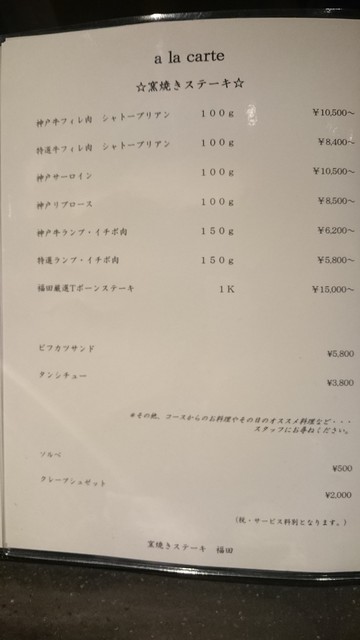 a la carte
☆窯焼きステーキ☆
神戸牛フィレ肉 シャトーブリアン 100g ¥10,500～
特選牛フィレ肉 シャトーブリアン 100g ¥8,400～
神戸サーロイン 100g ¥10,500～
神戸リブロース 100g ¥8,500～
神戸牛ランプ・イチボ肉 150g ¥6,200～
特選ランプ・イチボ肉 150g ¥5,800～
福田厳選Tボーンステーキ 1K ¥15,000～
ビフカツサンド ¥5,800
タンシチュー ¥3,800
＊その他、コースからのお料理やその日のオススメ料理など・・・
スタッフにお尋ねください。
ソルベ ¥500
クレープシュゼット ¥2,000
（税・サービス料別となります。）
窯焼きステーキ 福田